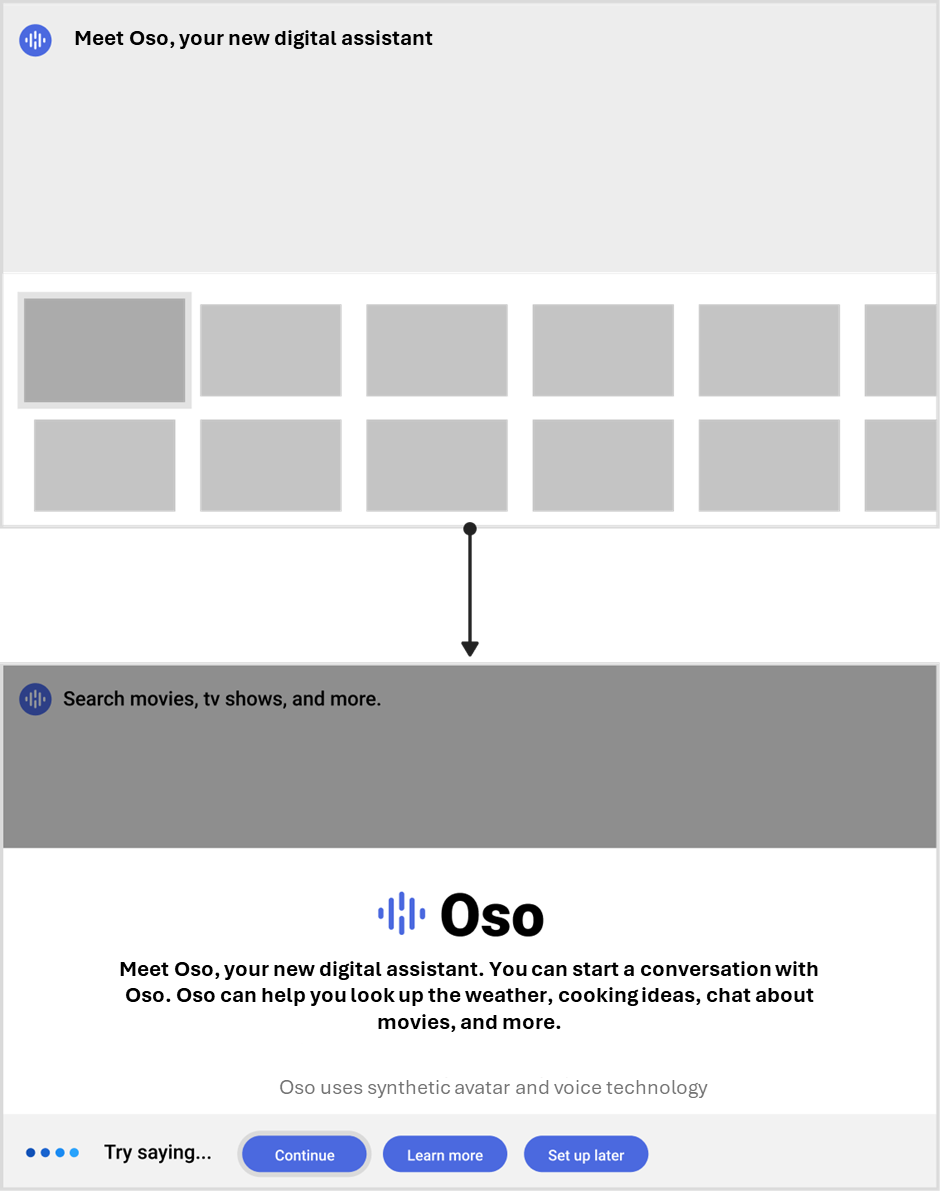 Meet Oso, your new digital assistant
Search movies, tv shows, and more.
Oso
Meet Oso, your new digital assistant. You can start a conversation with
Oso. Oso can help you look up the weather, cooking ideas, chat about
movies, and more.
Oso uses synthetic avatar and voice technology
Try saying...
Continue
Learn more
Set up later